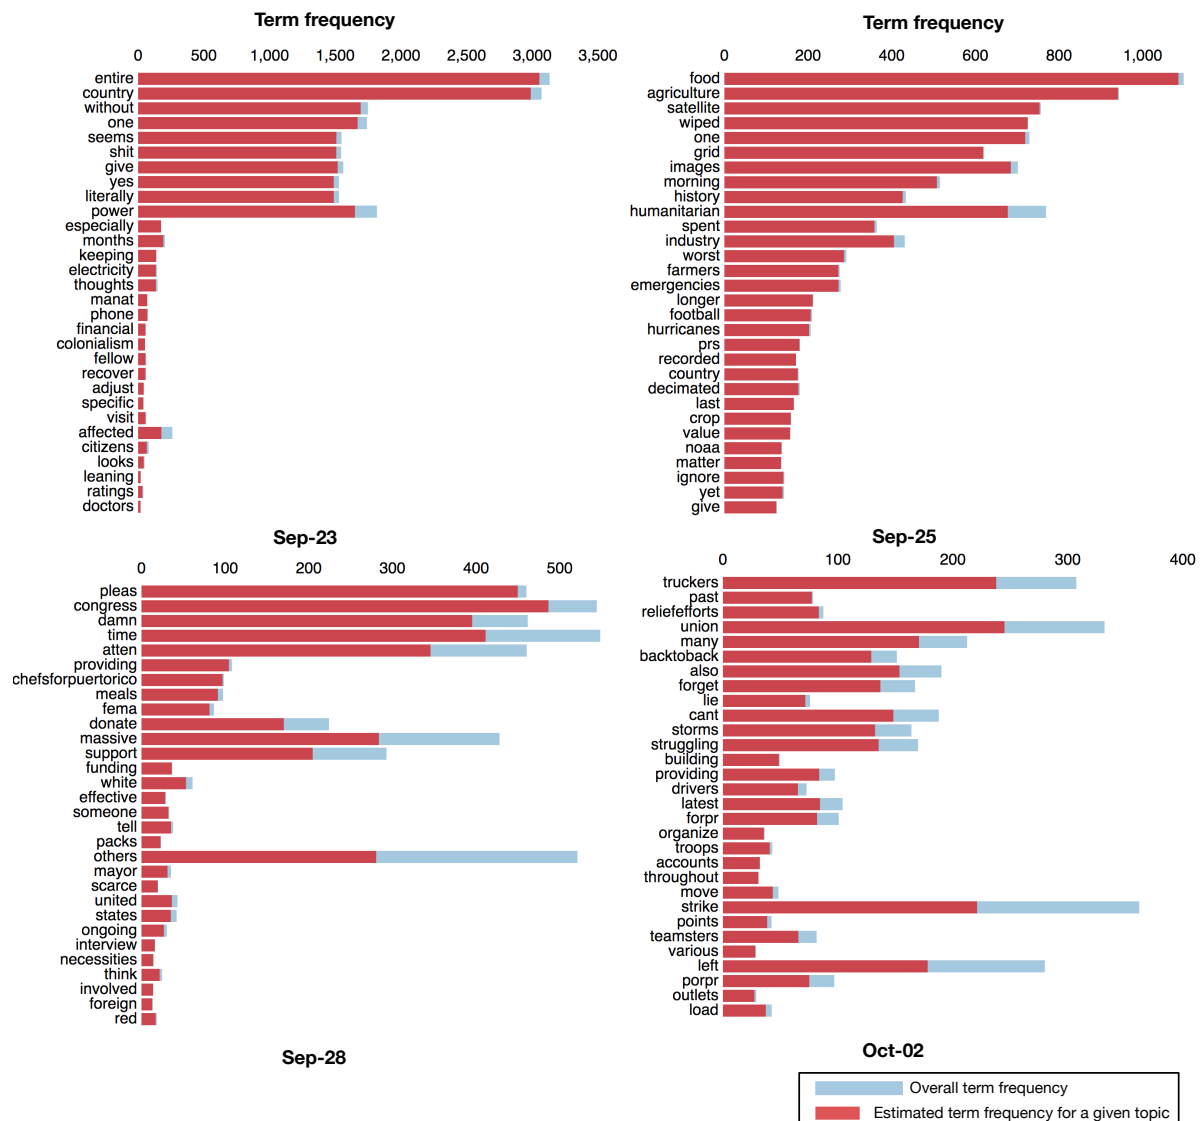 Term frequency
0 500 1,000 1,500 2,000 2,500 3,000 3,500
entire
country
without
one
seems
shit
give
yes
literally
power
especially
months
keeping
electricity
thoughts
manat
phone
financial
colonialism
fellow
recover
adjust
specific
visit
affected
citizens
looks
leaning
ratings
doctors
Sep-23
Term frequency
0 200 400 600 800 1,000
food
agriculture
satellite
wiped
one
grid
images
morning
history
humanitarian
spent
industry
worst
farmers
emergencies
longer
football
hurricanes
prs
recorded
country
decimated
last
crop
value
noaa
matter
ignore
yet
give
Sep-25
0 100 200 300 400 500
pleas
congress
damn
time
atten
providing
chefsforpuertorico
meals
fema
donate
massive
support
funding
white
effective
someone
tell
packs
others
mayor
scarce
united
states
ongoing
interview
necessities
think
involved
foreign
red
Sep-28
0 100 200 300 400
truckers
past
reliefefforts
union
many
backtoback
also
forget
lie
cant
storms
struggling
building
providing
drivers
latest
forpr
organize
troops
accounts
throughout
move
strike
points
teamsters
various
left
porpr
outlets
load
Oct-02
Overall term frequency
Estimated term frequency for a given topic